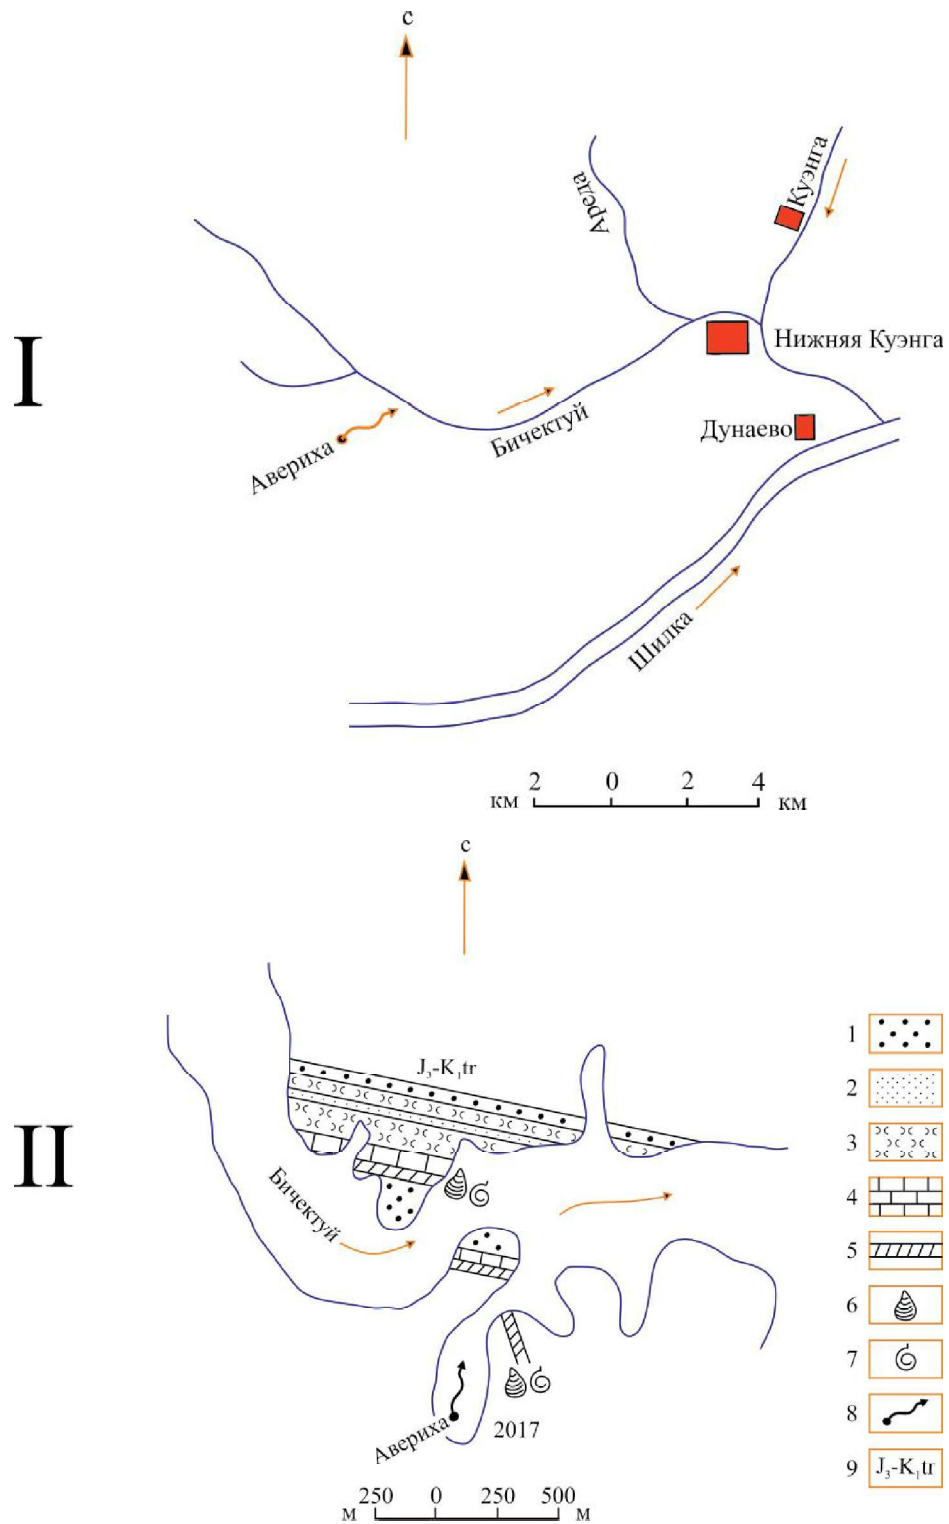 I
с
Ареда
Куэнга
Нижняя Куэнга
Авериха
Бичектуй
Дунаево
Шилка
2 0 2 4
км км
II
с
J₃-K₁tr
Бичектуй
Авериха
2017
250 0 250 500
м м
1
2
3
4
5
6
7
8
9 J₃-K₁tr